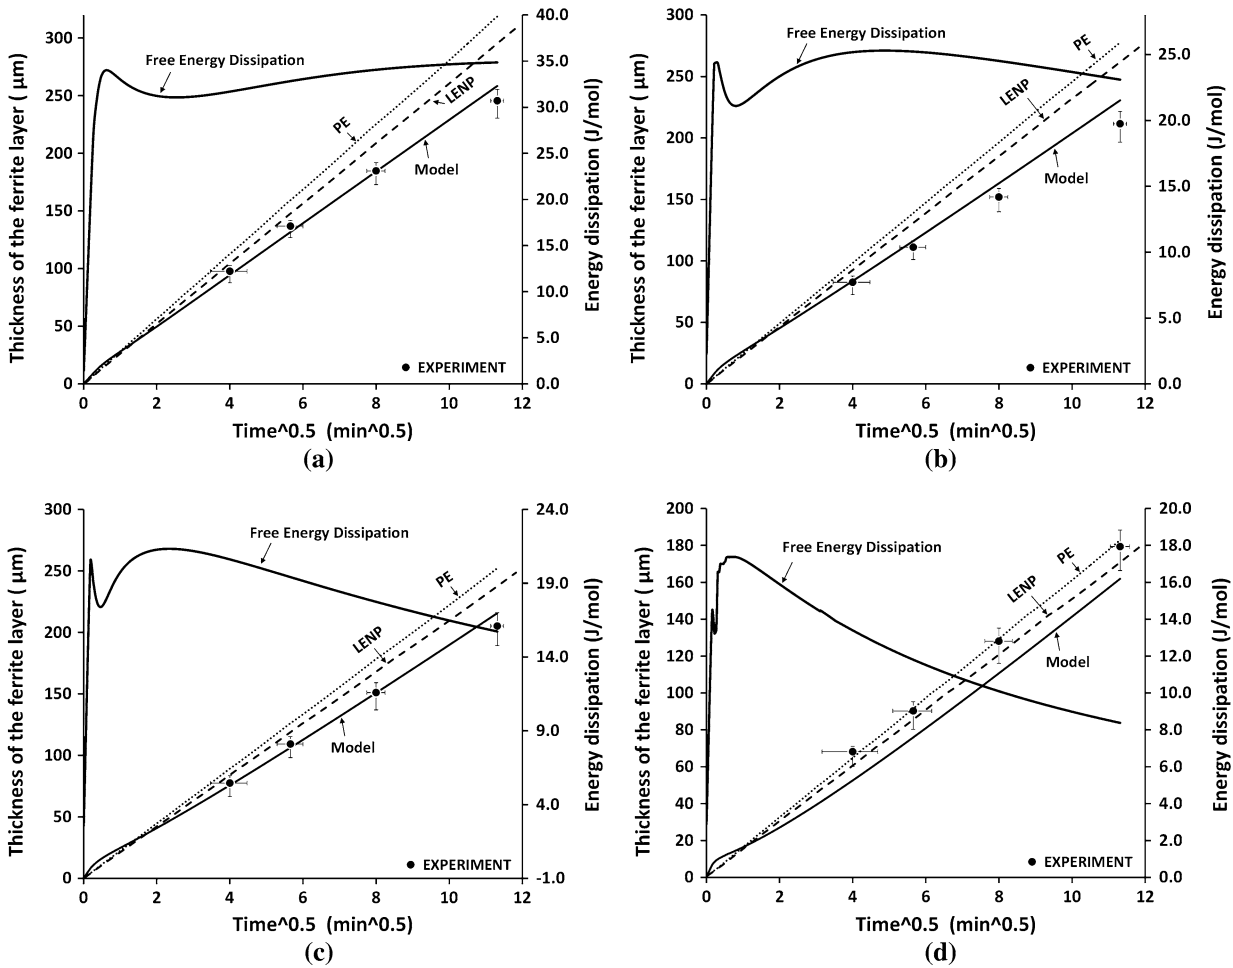 Thickness of the ferrite layer ( µm)
300
250
200
150
100
50
0
40.0
35.0
30.0
25.0
20.0
15.0
10.0
5.0
0.0
Energy dissipation (J/mol)
Free Energy Dissipation
PE
LENP
Model
EXPERIMENT
0 2 4 6 8 10 12
Time^0.5 (min^0.5)
(a)
Thickness of the ferrite layer ( µm)
300
250
200
150
100
50
0
25.0
20.0
15.0
10.0
5.0
0.0
Energy dissipation (J/mol)
Free Energy Dissipation
PE
LENP
Model
EXPERIMENT
0 2 4 6 8 10 12
Time^0.5 (min^0.5)
(b)
Thickness of the ferrite layer ( µm)
300
250
200
150
100
50
0
24.0
19.0
14.0
9.0
4.0
-1.0
Energy dissipation (J/mol)
Free Energy Dissipation
PE
LENP
Model
EXPERIMENT
0 2 4 6 8 10 12
Time^0.5 (min^0.5)
(c)
Thickness of the ferrite layer ( µm)
200
180
160
140
120
100
80
60
40
20
0
20.0
18.0
16.0
14.0
12.0
10.0
8.0
6.0
4.0
2.0
0.0
Energy dissipation (J/mol)
Free Energy Dissipation
PE
LENP
Model
EXPERIMENT
0 2 4 6 8 10 12
Time^0.5 (min^0.5)
(d)